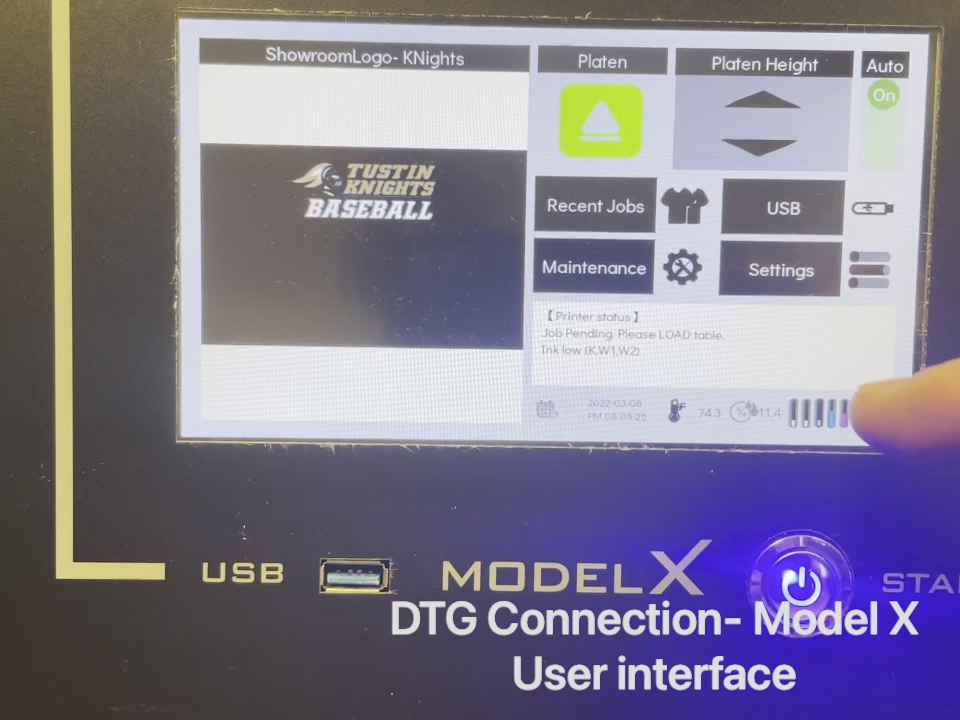 ShowroomLogo- KNights
TUSTIN
KNIGHTS
BASEBALL
Platen
Platen Height
Auto
On
Recent Jobs
USB
Maintenance
Settings
【Printer status】
Job Pending. Please LOAD table.
Ink low (K,W1,W2)
2022-03-08
PM 08:05:25
°F
74.3
%
11.4
USB
MODEL X
STA
DTG Connection- Model X
User interface